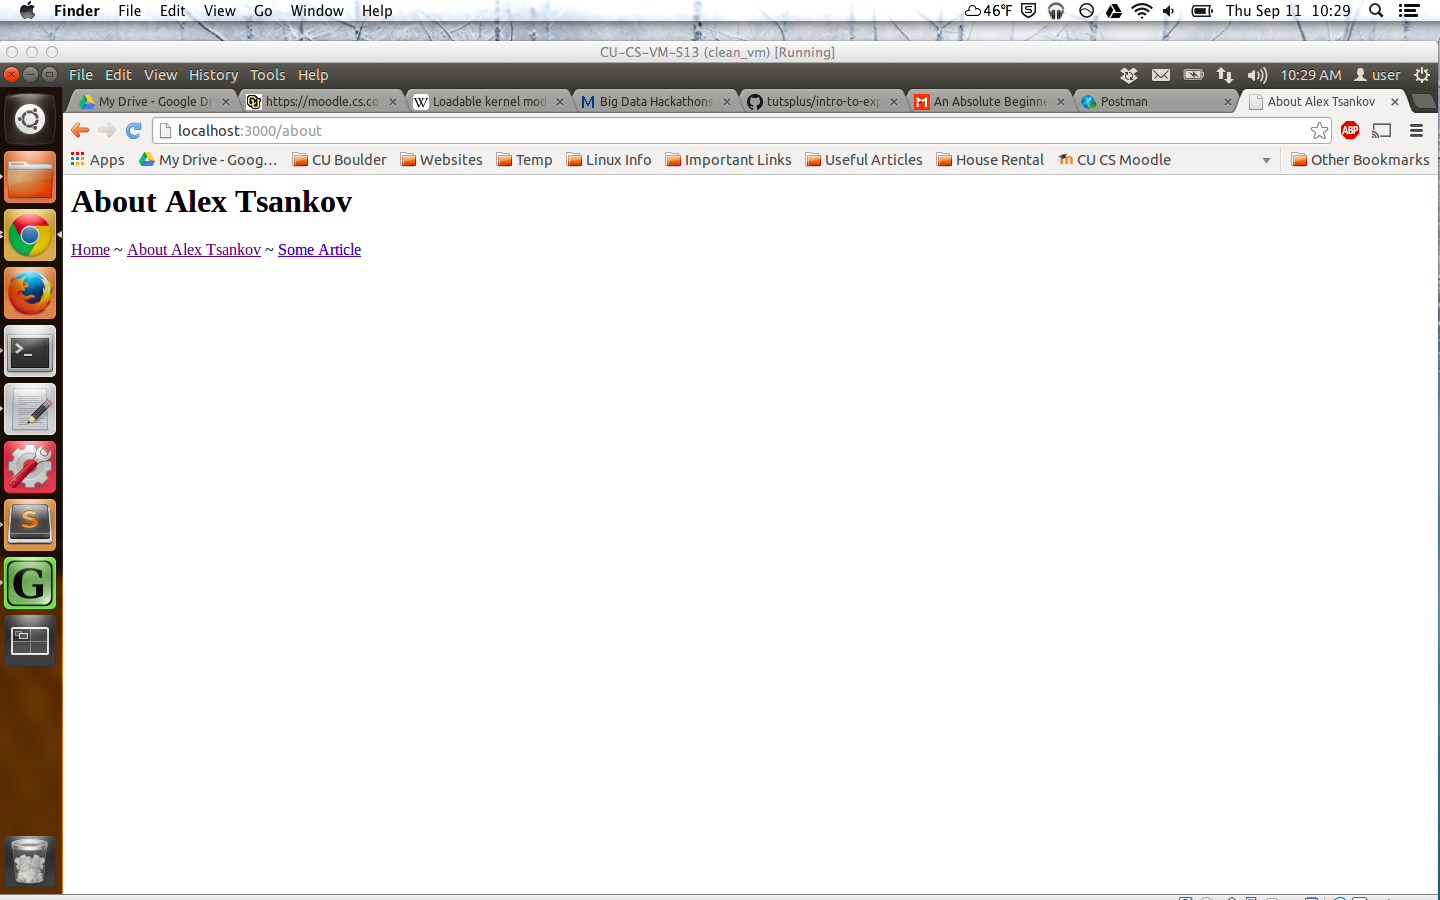 Finder File Edit View Go Window Help 46°F Thu Sep 11 10:29
CU-CS-VM-S13 (clean_vm) [Running]
File Edit View History Tools Help 10:29 AM user
My Drive - Google Dr https://moodle.cs.co Loadable kernel mod Big Data Hackathons tutsplus/intro-to-exp An Absolute Beginne Postman About Alex Tsankov
localhost:3000/about ABP
Apps My Drive - Goog... CU Boulder Websites Temp Linux Info Important Links Useful Articles House Rental CU CS Moodle Other Bookmarks
About Alex Tsankov
Home ~ About Alex Tsankov ~ Some Article